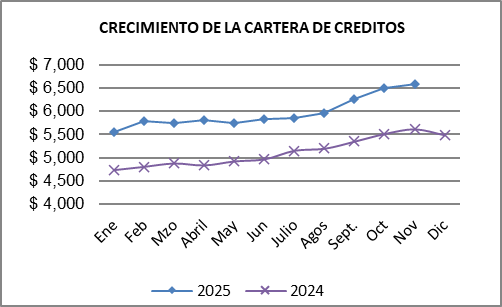 CRECIMIENTO DE LA CARTERA DE CREDITOS
$ 7,000
$ 6,500
$ 6,000
$ 5,500
$ 5,000
$ 4,500
$ 4,000
Ene
Feb
Mzo
Abril
May
Jun
Julio
Agos
Sept.
Oct
Nov
Dic
2025
2024